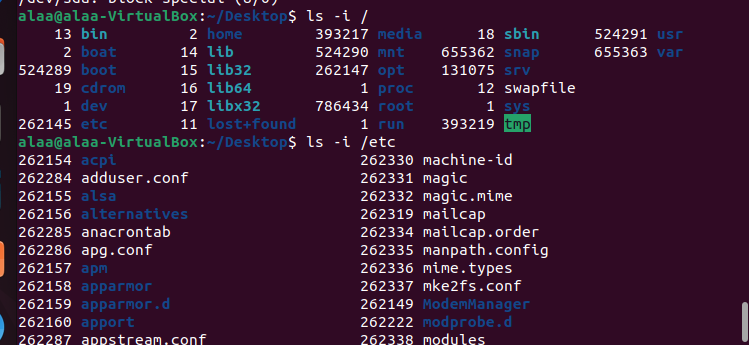 /dev/sda: block special (8/0)
alaa@alaa-VirtualBox:~/Desktop$ ls -i /
    13 bin         2 home       393217 media      18 sbin      524291 usr
     2 boat       14 lib        524290 mnt    655362 snap      655363 var
524289 boot       15 lib32      262147 opt    131075 srv
    19 cdrom      16 lib64           1 proc       12 swapfile
     1 dev        17 libx32     786434 root        1 sys
262145 etc        11 lost+found      1 run    393219 tmp
alaa@alaa-VirtualBox:~/Desktop$ ls -i /etc
262154 acpi                    262330 machine-id
262284 adduser.conf            262331 magic
262155 alsa                    262332 magic.mime
262156 alternatives            262319 mailcap
262285 anacrontab              262334 mailcap.order
262286 apg.conf                262335 manpath.config
262157 apm                     262336 mime.types
262158 apparmor                262337 mke2fs.conf
262159 apparmor.d              262149 ModemManager
262160 apport                  262222 modprobe.d
262287 appstream.conf          262338 modules